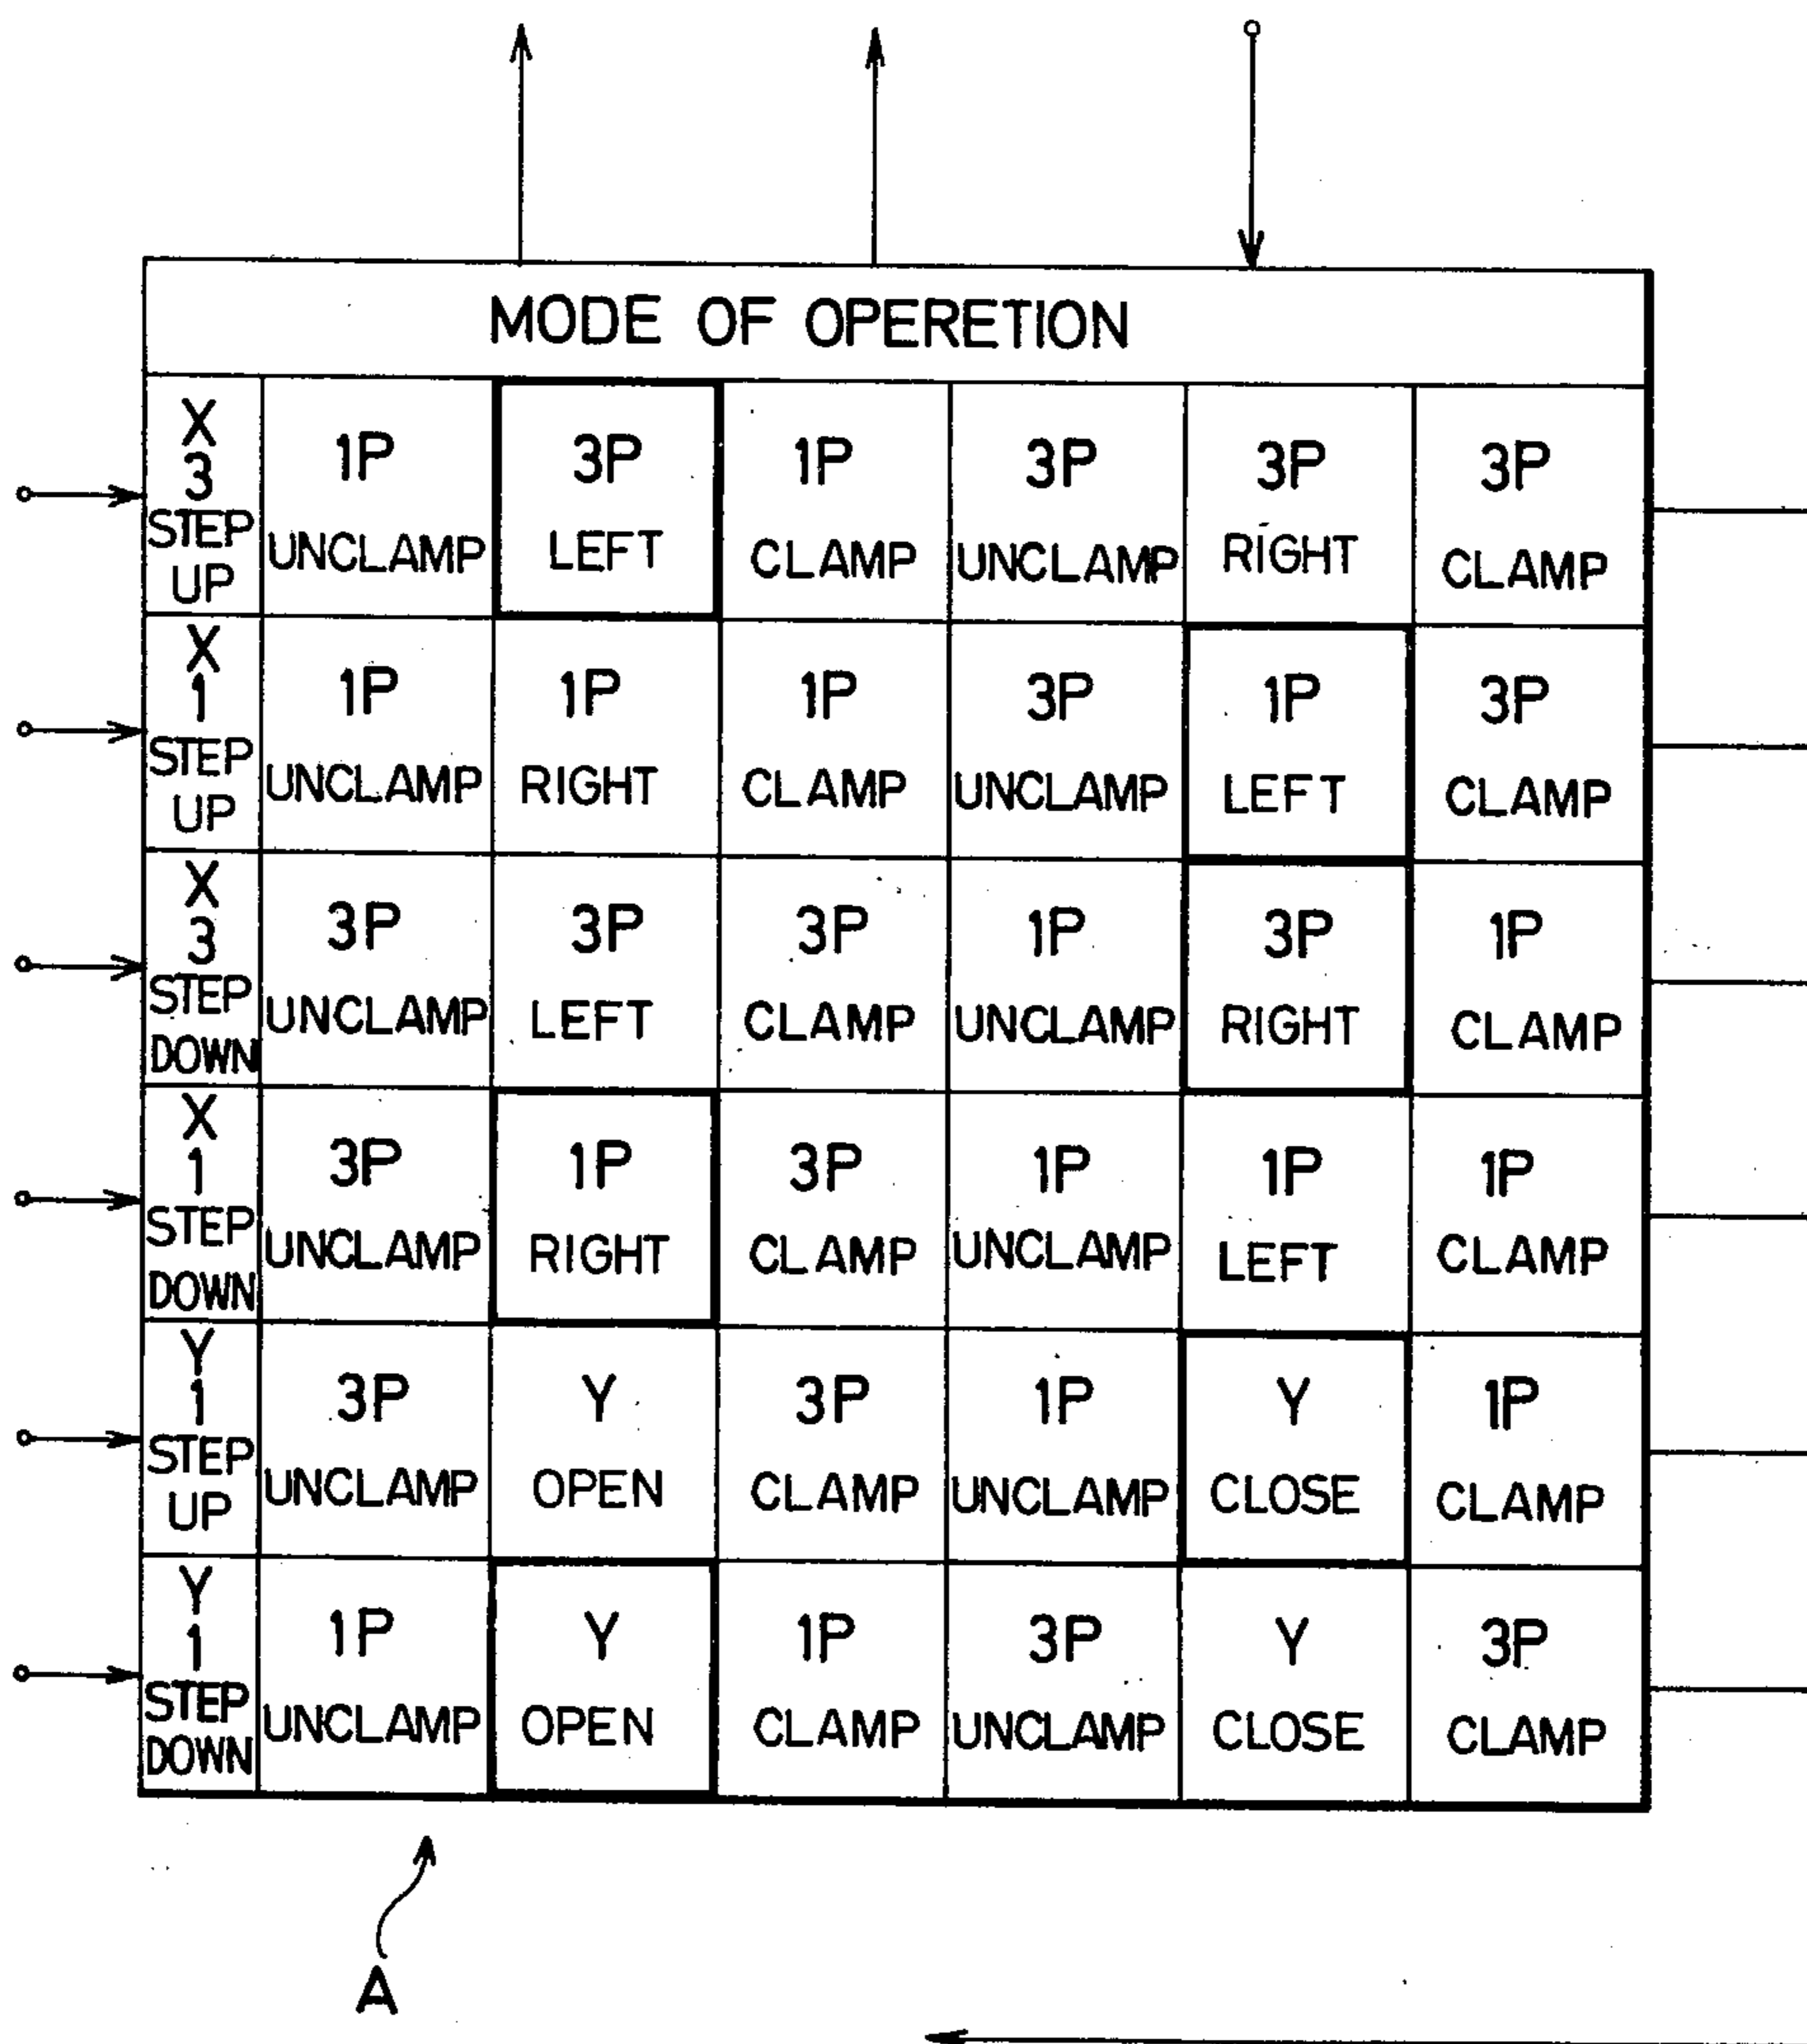 MODE OF OPERETION
X
3
STEP
UP
1P
UNCLAMP
3P
LEFT
1P
CLAMP
3P
UNCLAMP
3P
RIGHT
3P
CLAMP
X
1
STEP
UP
1P
UNCLAMP
1P
RIGHT
1P
CLAMP
3P
UNCLAMP
1P
LEFT
3P
CLAMP
X
3
STEP
DOWN
3P
UNCLAMP
3P
LEFT
3P
CLAMP
1P
UNCLAMP
3P
RIGHT
1P
CLAMP
X
1
STEP
DOWN
3P
UNCLAMP
1P
RIGHT
3P
CLAMP
1P
UNCLAMP
1P
LEFT
1P
CLAMP
Y
1
STEP
UP
3P
UNCLAMP
Y
OPEN
3P
CLAMP
1P
UNCLAMP
Y
CLOSE
1P
CLAMP
Y
1
STEP
DOWN
1P
UNCLAMP
Y
OPEN
1P
CLAMP
3P
UNCLAMP
Y
CLOSE
3P
CLAMP
A